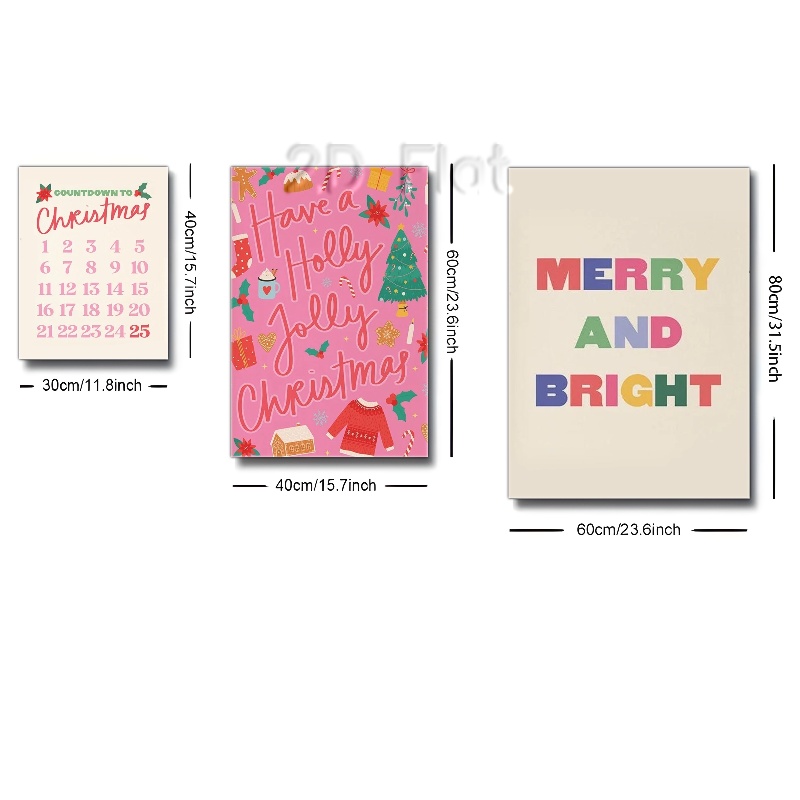 2D Flat
COUNTDOWN TO
Christmas
1 2 3 4 5
6 7 8 9 10
11 12 13 14 15
16 17 18 19 20
21 22 23 24 25
40cm/15.7inch
30cm/11.8inch
Have a
Holly
Jolly
Christmas
60cm/23.6inch
40cm/15.7inch
MERRY
AND
BRIGHT
80cm/31.5inch
60cm/23.6inch